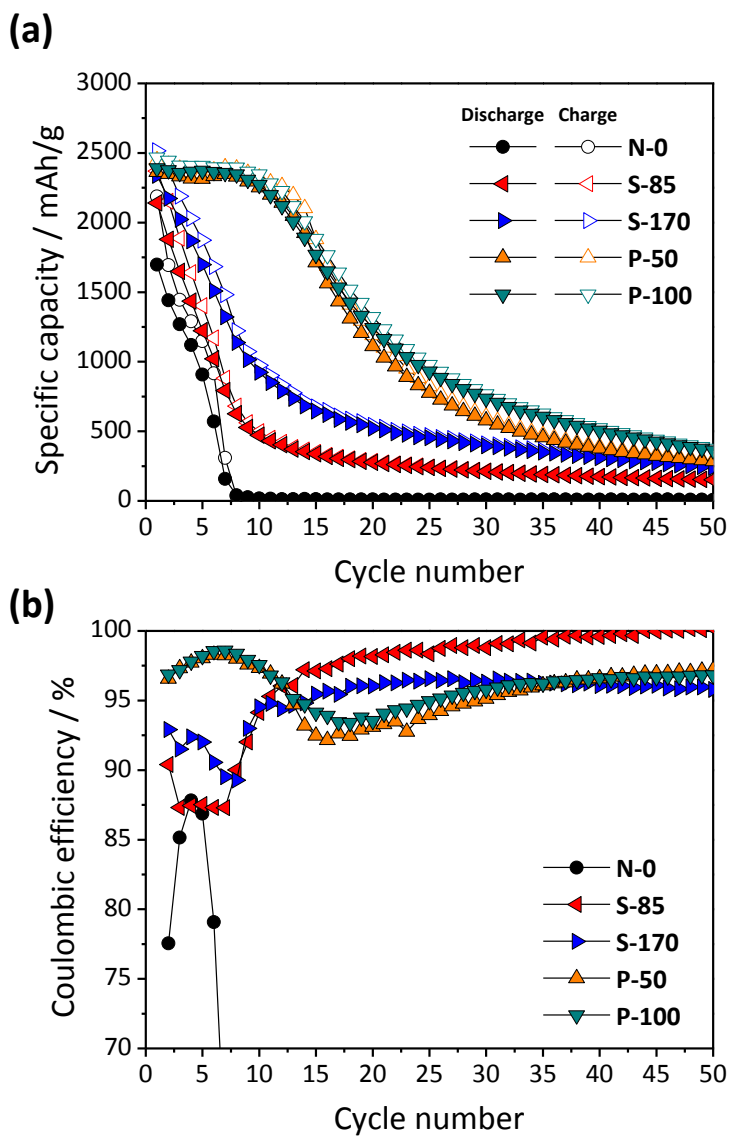 (a)
Specific capacity / mAh/g
3000
2500
2000
1500
1000
500
0
Discharge Charge
N-0
S-85
S-170
P-50
P-100
0 5 10 15 20 25 30 35 40 45 50
Cycle number
(b)
Coulombic efficiency / %
100
95
90
85
80
75
70
N-0
S-85
S-170
P-50
P-100
0 5 10 15 20 25 30 35 40 45 50
Cycle number